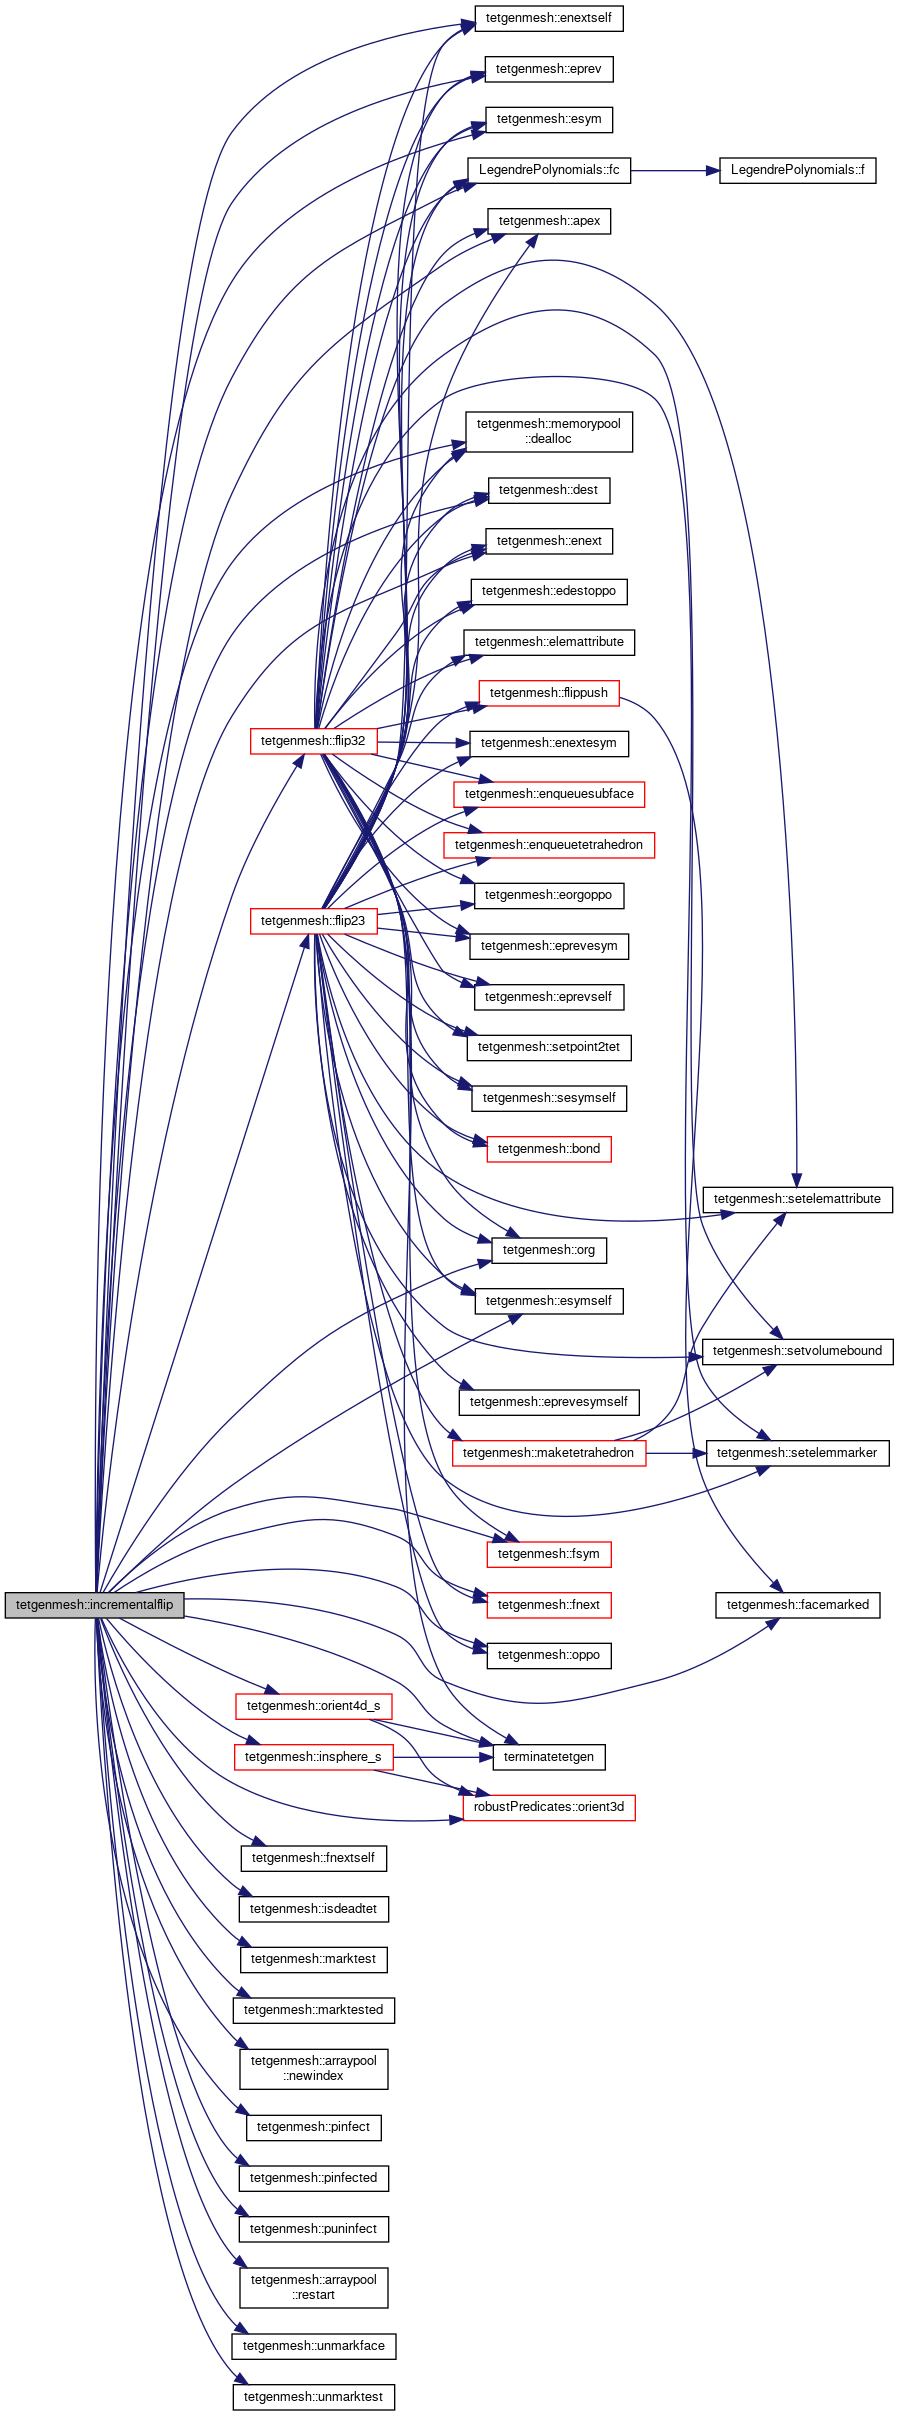 tetgenmesh::enextself
tetgenmesh::eprev
tetgenmesh::esym
LegendrePolynomials::fc
LegendrePolynomials::f
tetgenmesh::apex
tetgenmesh::memorypool
::dealloc
tetgenmesh::dest
tetgenmesh::enext
tetgenmesh::edestoppo
tetgenmesh::elemattribute
tetgenmesh::flippush
tetgenmesh::flip32
tetgenmesh::enextesym
tetgenmesh::enqueuesubface
tetgenmesh::enqueuetetrahedron
tetgenmesh::eorgoppo
tetgenmesh::flip23
tetgenmesh::eprevesym
tetgenmesh::eprevself
tetgenmesh::setpoint2tet
tetgenmesh::sesymself
tetgenmesh::bond
tetgenmesh::setelemattribute
tetgenmesh::org
tetgenmesh::esymself
tetgenmesh::setvolumebound
tetgenmesh::eprevesymself
tetgenmesh::maketetrahedron
tetgenmesh::setelemmarker
tetgenmesh::fsym
tetgenmesh::incrementalflip
tetgenmesh::fnext
tetgenmesh::facemarked
tetgenmesh::oppo
tetgenmesh::orient4d_s
tetgenmesh::insphere_s
terminatetetgen
robustPredicates::orient3d
tetgenmesh::fnextself
tetgenmesh::isdeadtet
tetgenmesh::marktest
tetgenmesh::marktested
tetgenmesh::arraypool
::newindex
tetgenmesh::pinfect
tetgenmesh::pinfected
tetgenmesh::puninfect
tetgenmesh::arraypool
::restart
tetgenmesh::unmarkface
tetgenmesh::unmarktest